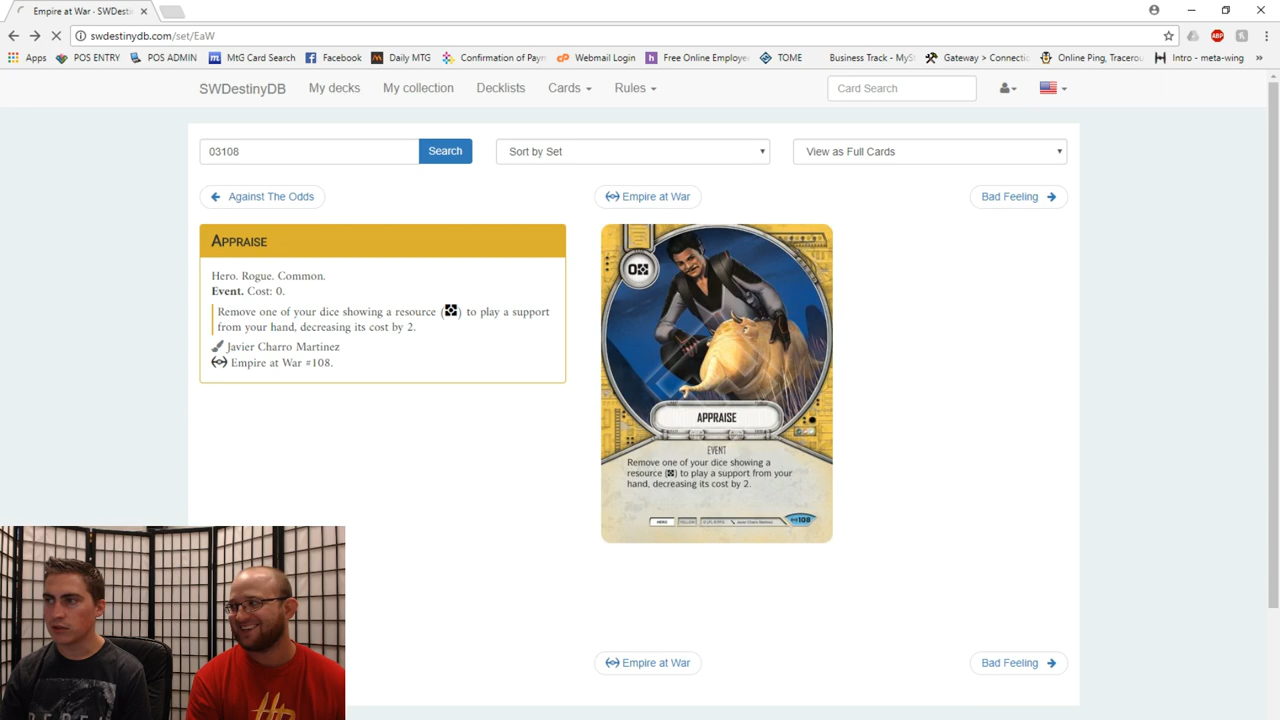 Empire at War · SWDesti
swdestinydb.com/set/EaW
Apps POS ENTRY POS ADMIN MtG Card Search Facebook Daily MTG Confirmation of Payn Webmail Login Free Online Employe TOME Business Track - MyS Gateway > Connectio Online Ping, Tracerou Intro - meta-wing »
SWDestinyDB My decks My collection Decklists Cards Rules Card Search
03108 Search Sort by Set View as Full Cards
Against The Odds Empire at War Bad Feeling
APPRAISE
Hero. Rogue. Common.
Event. Cost: 0.
Remove one of your dice showing a resource ( ) to play a support
from your hand, decreasing its cost by 2.
Javier Charro Martinez
Empire at War #108.
0
APPRAISE
EVENT
Remove one of your dice showing a
resource ( ) to play a support from your
hand, decreasing its cost by 2.
HERO
108
Empire at War Bad Feeling